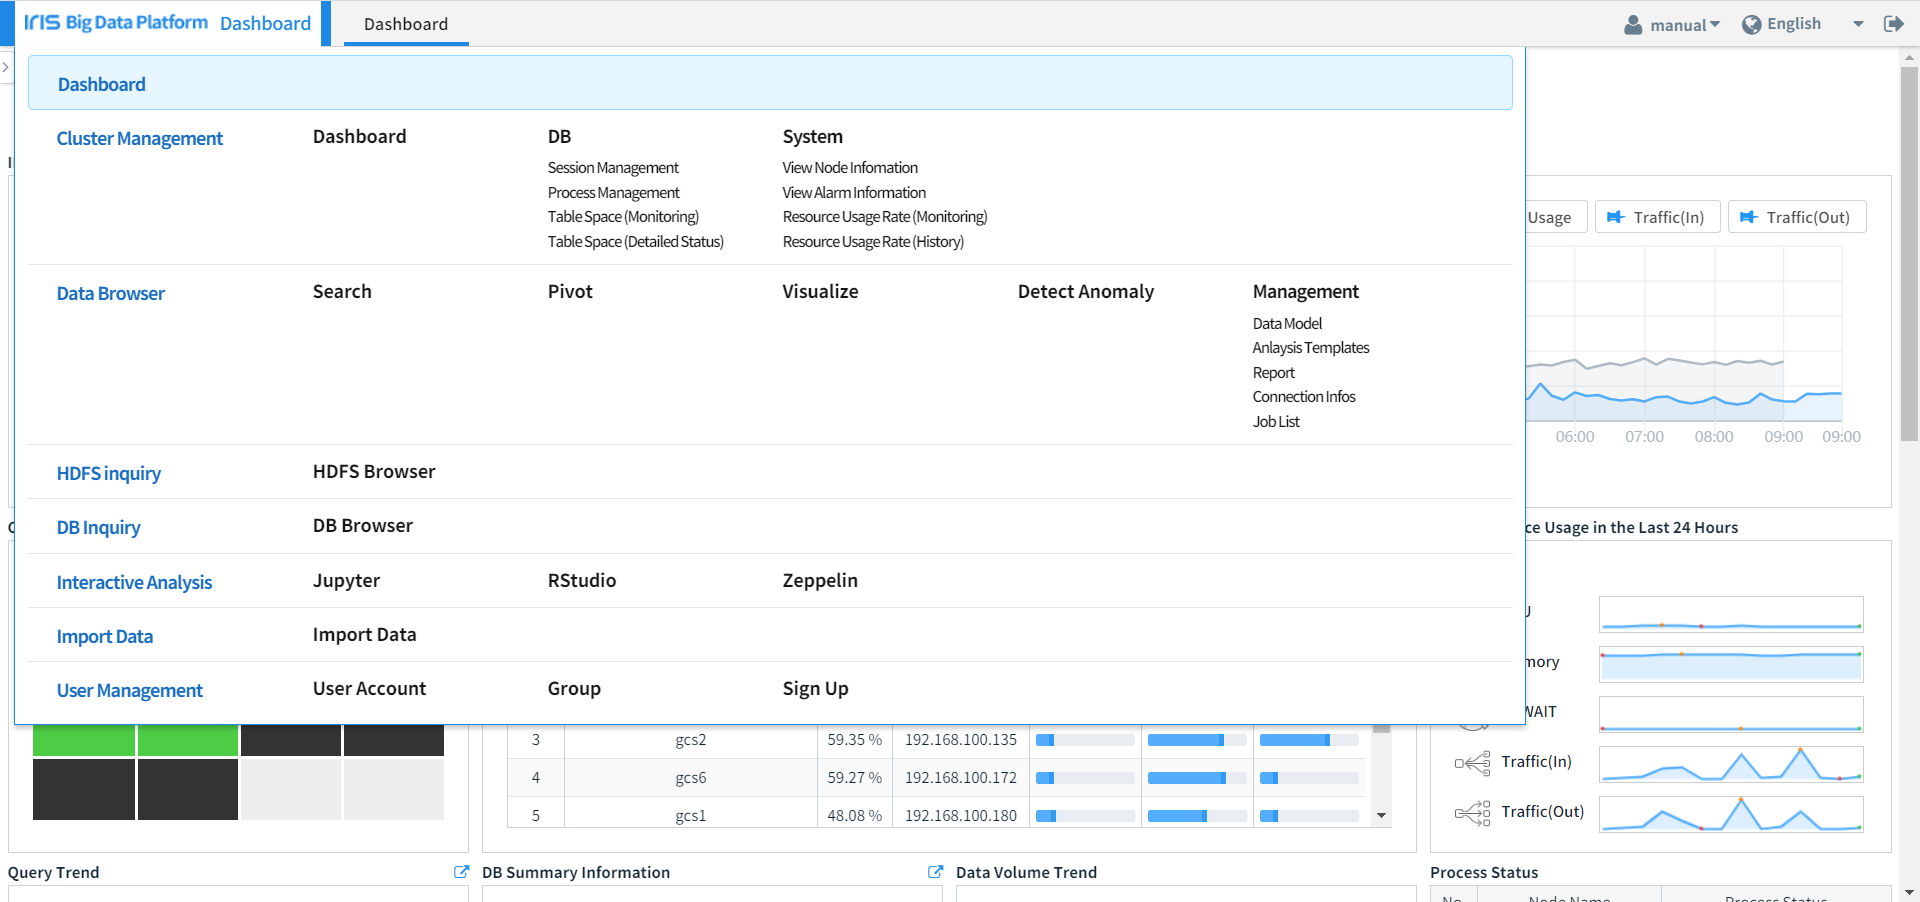 IRIS Big Data Platform Dashboard
Dashboard
manual
English
Dashboard
Cluster Management
Dashboard
DB
Session Management
Process Management
Table Space (Monitoring)
Table Space (Detailed Status)
System
View Node Infomation
View Alarm Information
Resource Usage Rate (Monitoring)
Resource Usage Rate (History)
Data Browser
Search
Pivot
Visualize
Detect Anomaly
Management
Data Model
Anlaysis Templates
Report
Connection Infos
Job List
HDFS inquiry
HDFS Browser
DB Inquiry
DB Browser
Interactive Analysis
Jupyter
RStudio
Zeppelin
Import Data
Import Data
User Management
User Account
Group
Sign Up
Usage
Traffic(In)
Traffic(Out)
06:00 07:00 08:00 09:00 09:00
Usage in the Last 24 Hours
Traffic(In)
Traffic(Out)
3 gcs2 59.35 % 192.168.100.135
4 gcs6 59.27 % 192.168.100.172
5 gcs1 48.08 % 192.168.100.180
Query Trend
DB Summary Information
Data Volume Trend
Process Status
No Node Name Process Status